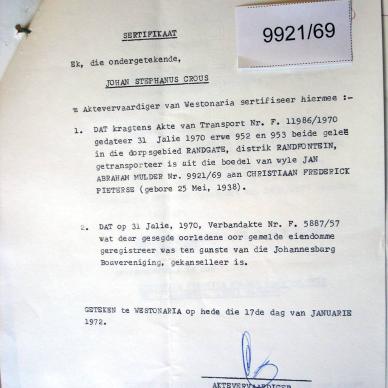 9921/69
SERTIFIKAAT
Ek, die ondergetekende,
JOHAN STEPHANUS CROUS
'n Aktevervaardiger van Westonaria sertifiseer hiermee :-
1. DAT kragtens Akte van Transport Nr. F. 11986/1970
gedateer 31 Jalie 1970 erwe 952 en 953 beide geleë
in die dorpsgebied RANDGATE, distrik RANDFONTEIN,
getransporteer is uit die boedel van wyle JAN
ABRAHAM MULDER Nr. 9921/69 aan CHRISTIAAN FREDERICK
PIETERSE (gebore 25 Mei, 1938).
2. DAT op 31 Jalie, 1970, Verbandakte Nr. F. 5887/57
wat deur gesegde oorledene oor gemelde eiendomme
geregistreer was ten gunste van die Johannesburg
Bouvereniging, gekanselleer is.
GETEKEN te WESTONARIA op hede die 17de dag van JANUARIE
1972.
AKTEVERVAARDIGER